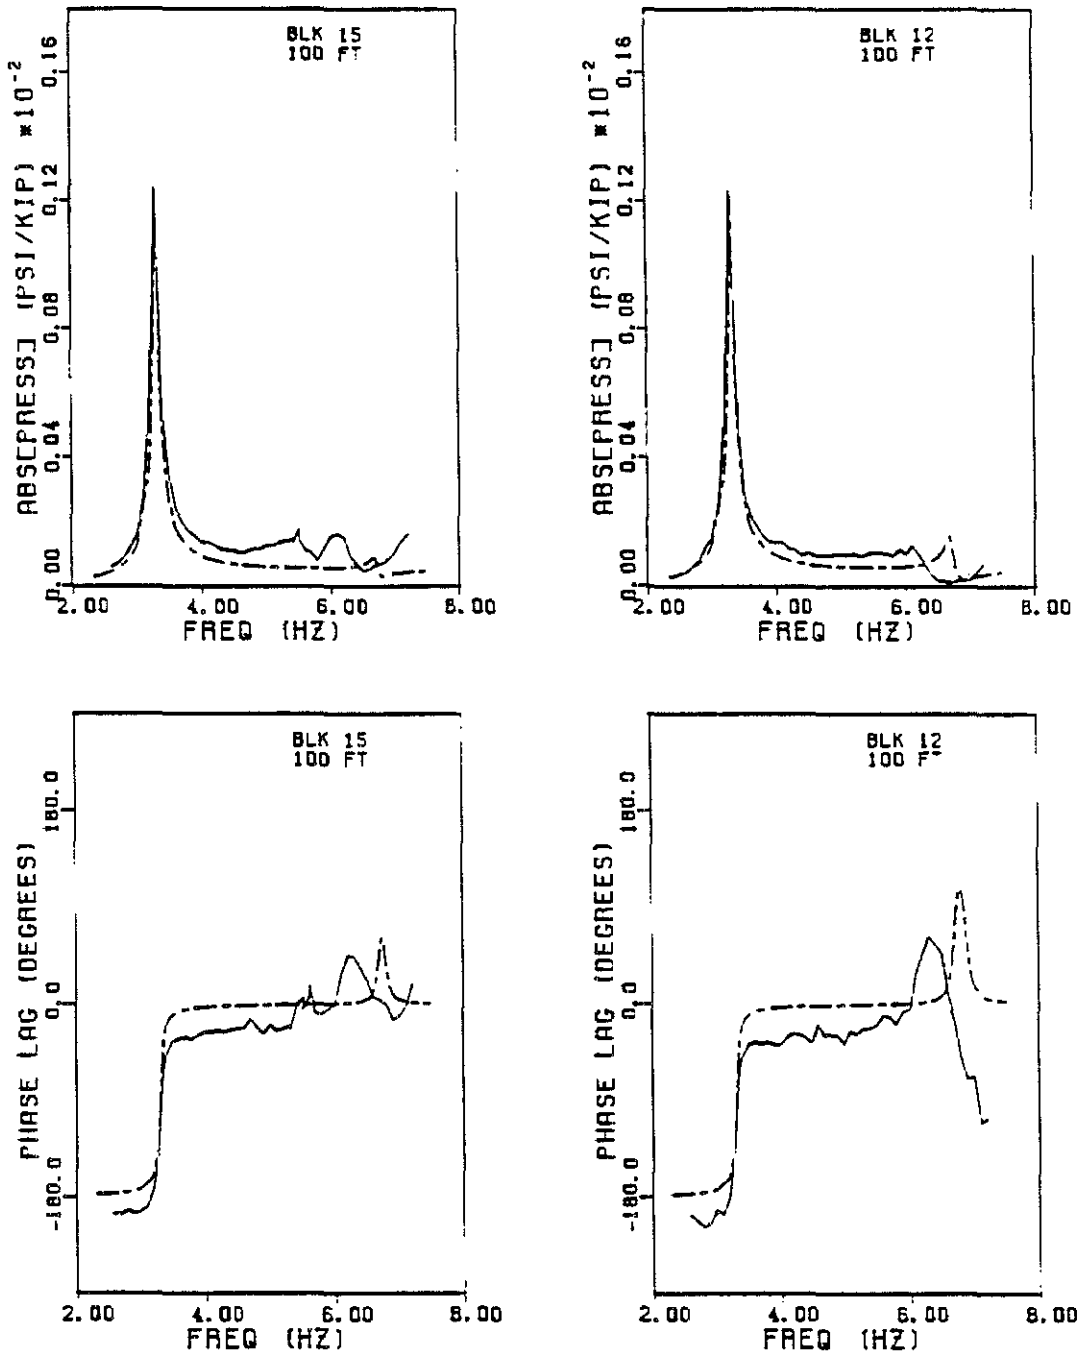 BLK 15
100 FT
ABS[PRESS] (PSI/KIP) *10-2
0.16
0.12
0.08
0.04
0.00
2.00 4.00 6.00 8.00
FREQ (HZ)
BLK 12
100 FT
ABS[PRESS] (PSI/KIP) *10-2
0.16
0.12
0.08
0.04
0.00
2.00 4.00 6.00 8.00
FREQ (HZ)
BLK 15
100 FT
PHASE LAG (DEGREES)
180.0
0.0
-180.0
2.00 4.00 6.00 8.00
FREQ (HZ)
BLK 12
100 FT
PHASE LAG (DEGREES)
180.0
0.0
-180.0
2.00 4.00 6.00 8.00
FREQ (HZ)